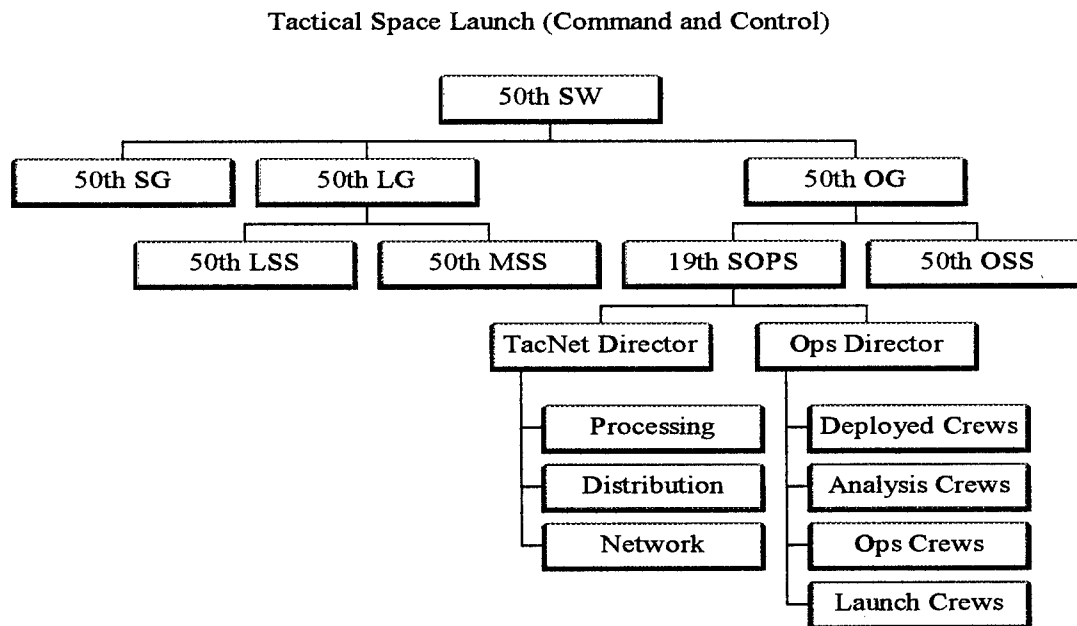 Tactical Space Launch (Command and Control)
50th SW
50th SG
50th LG
50th OG
50th LSS
50th MSS
19th SOPS
50th OSS
TacNet Director
Ops Director
Processing
Distribution
Network
Deployed Crews
Analysis Crews
Ops Crews
Launch Crews